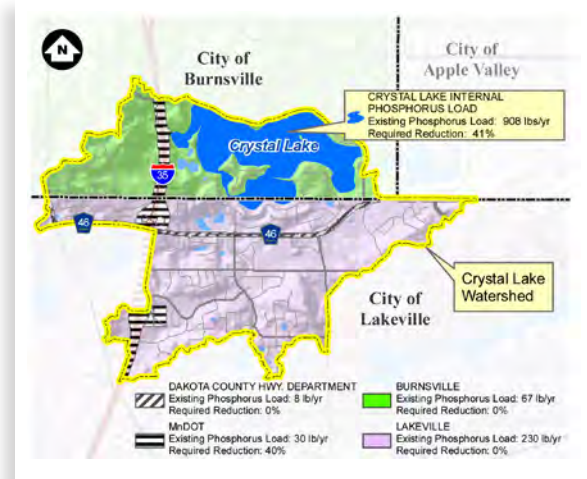 N
City of
Burnsville
City of
Apple Valley
CRYSTAL LAKE INTERNAL
PHOSPHORUS LOAD
Existing Phosphorus Load: 908 lbs/yr
Required Reduction: 41%
Crystal Lake
35
46
46
Crystal Lake
Watershed
City of
Lakeville
DAKOTA COUNTY HWY. DEPARTMENT
Existing Phosphorus Load: 8 lb/yr
Required Reduction: 0%
BURNSVILLE
Existing Phosphorus Load: 67 lb/yr
Required Reduction: 0%
MnDOT
Existing Phosphorus Load: 30 lb/yr
Required Reduction: 40%
LAKEVILLE
Existing Phosphorus Load: 230 lb/yr
Required Reduction: 0%